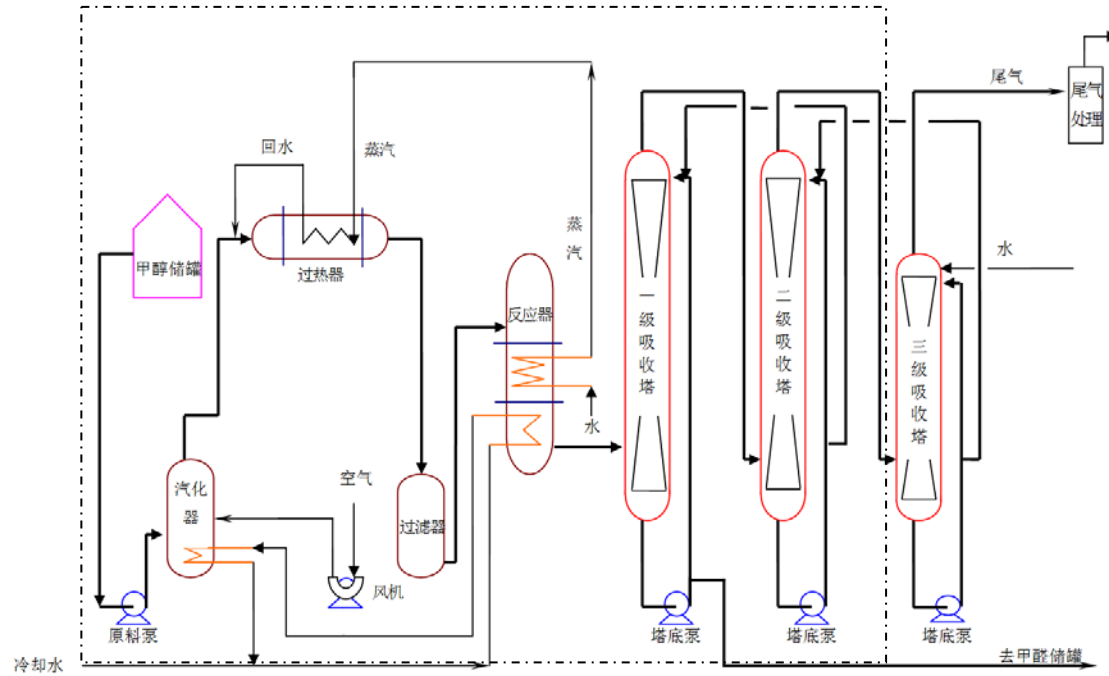 尾气
尾气
处理
回水
蒸汽
蒸
汽
甲醇储罐
过热器
水
反应器
一
级
吸
收
塔
二
级
吸
收
塔
三
级
吸
收
塔
水
空气
汽化
器
过滤器
风机
原料泵
塔底泵
塔底泵
塔底泵
冷却水
去甲醛储罐